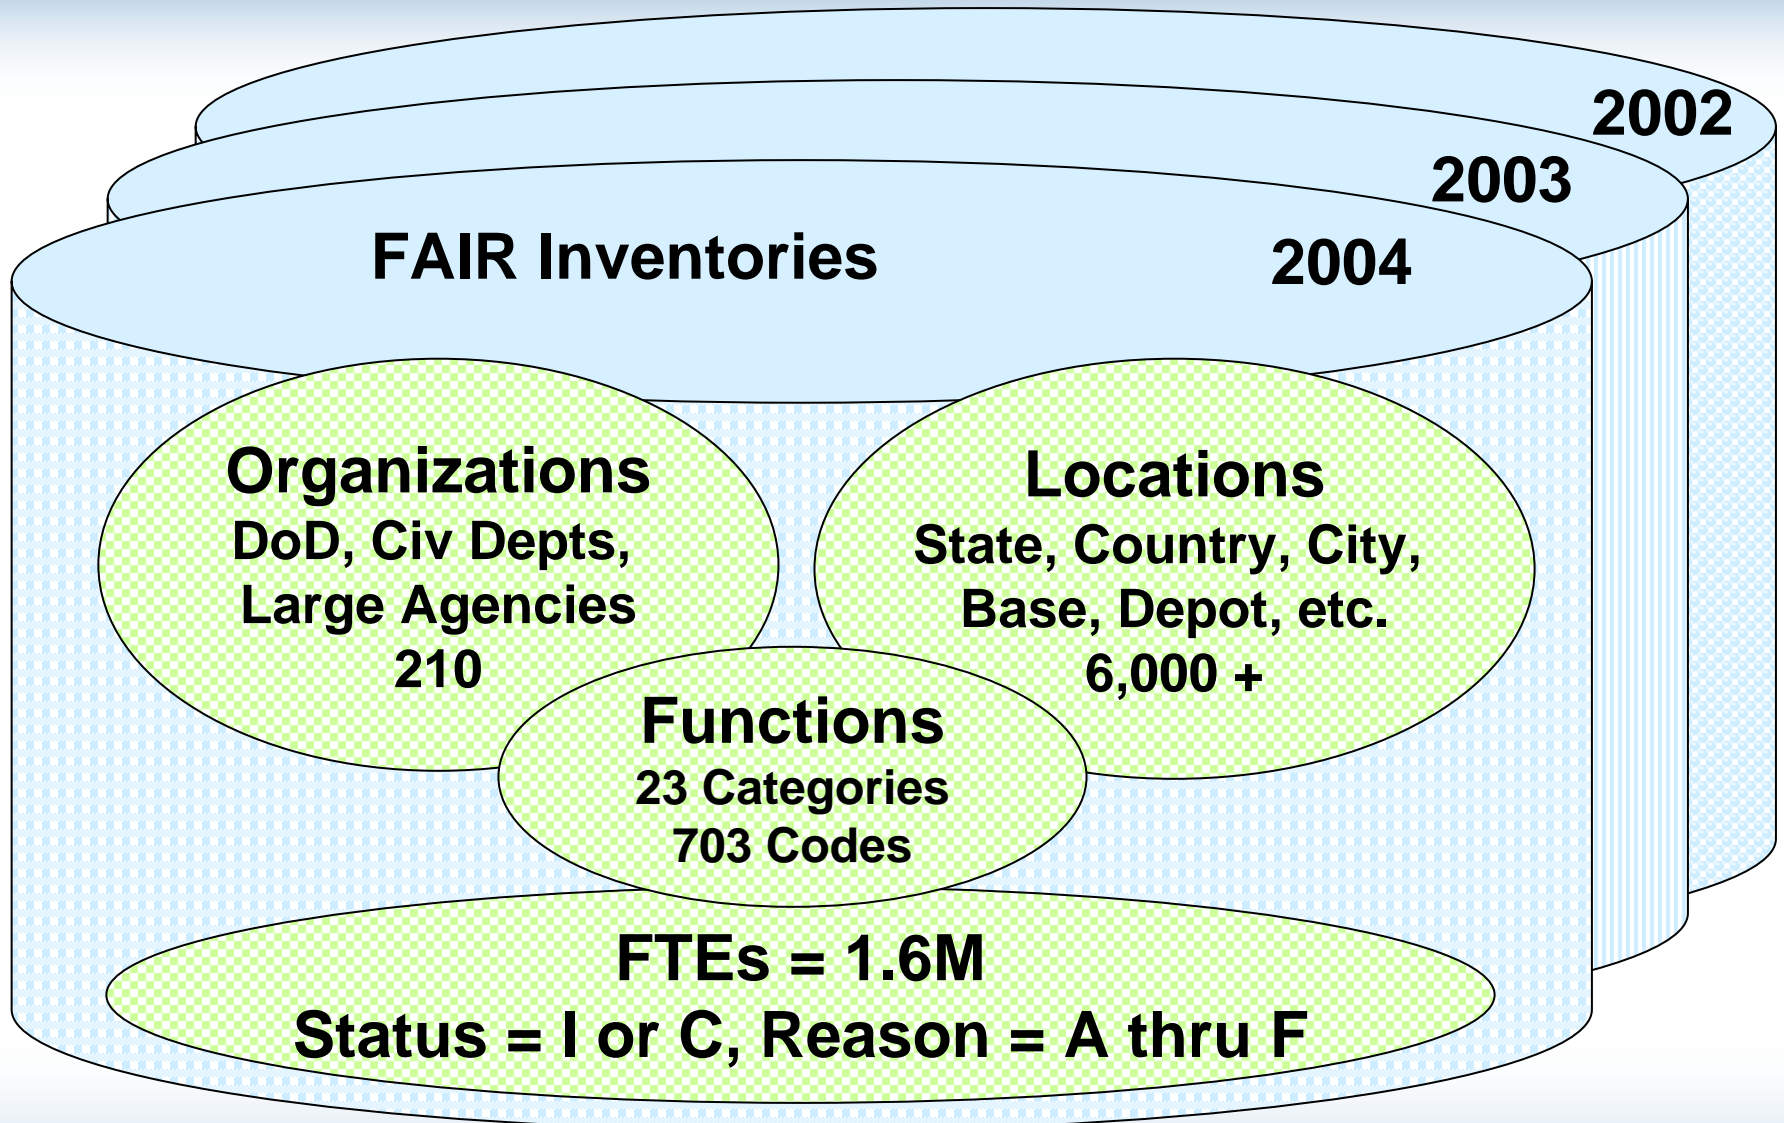 2002
2003
FAIR Inventories 2004
Organizations
DoD, Civ Depts,
Large Agencies
210
Locations
State, Country, City,
Base, Depot, etc.
6,000 +
Functions
23 Categories
703 Codes
FTEs = 1.6M
Status = I or C, Reason = A thru F